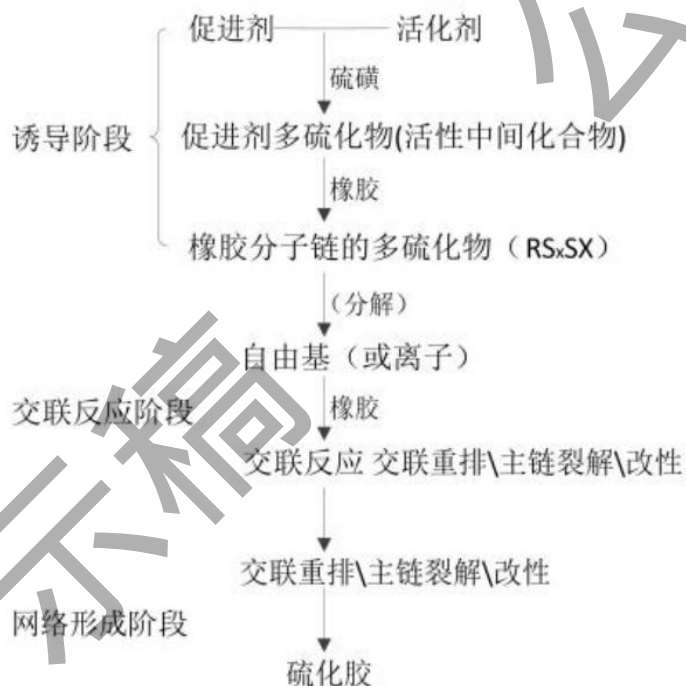 促进剂 活化剂
硫磺
诱导阶段 促进剂多硫化物(活性中间化合物)
橡胶
橡胶分子链的多硫化物（RSxSX）
（分解）
自由基（或离子）
交联反应阶段 橡胶
交联反应 交联重排\主链裂解\改性
交联重排\主链裂解\改性
网络形成阶段
硫化胶
公
示稿